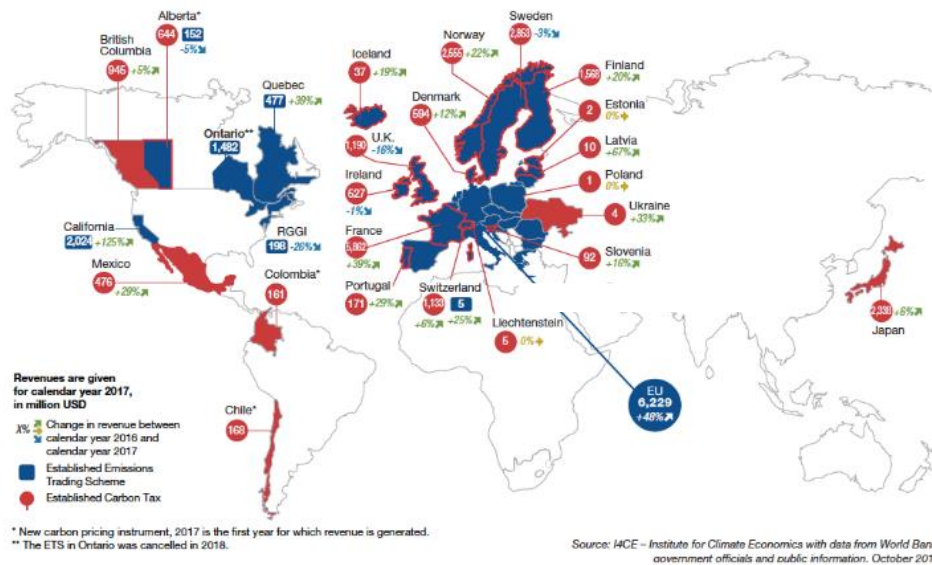 Alberta*
644 152
-5%
British
Columbia
946 +5%
Quebec
477 +39%
Ontario**
1,482
California
2,024 +125%
RGGI
198 -26%
Mexico
476
+29%
Colombia*
161
Chile*
168
Iceland
37 +19%
Norway
2,555 +22%
Sweden
2,853 -3%
Denmark
594
+12%
Finland
1,568
+20%
Estonia
2
0%
Latvia
10
+67%
Poland
1
0%
Ukraine
4
+33%
Slovenia
92
+16%
U.K.
1,190
-16%
Ireland
527
-1%
France
5,862
+39%
Portugal
171 +29%
Switzerland
1,133 5
+6% +25%
Liechtenstein
5 0%
EU
6,229
+48%
+6%
Japan
Revenues are given
for calendar year 2017,
in million USD
X% Change in revenue between
calendar year 2016 and
calendar year 2017
Established Emissions
Trading Scheme
Established Carbon Tax
* New carbon pricing instrument, 2017 is the first year for which revenue is generated.
** The ETS in Ontario was cancelled in 2018.
Source: I4CE – Institute for Climate Economics with data from World Ban
government officials and public information. October 201